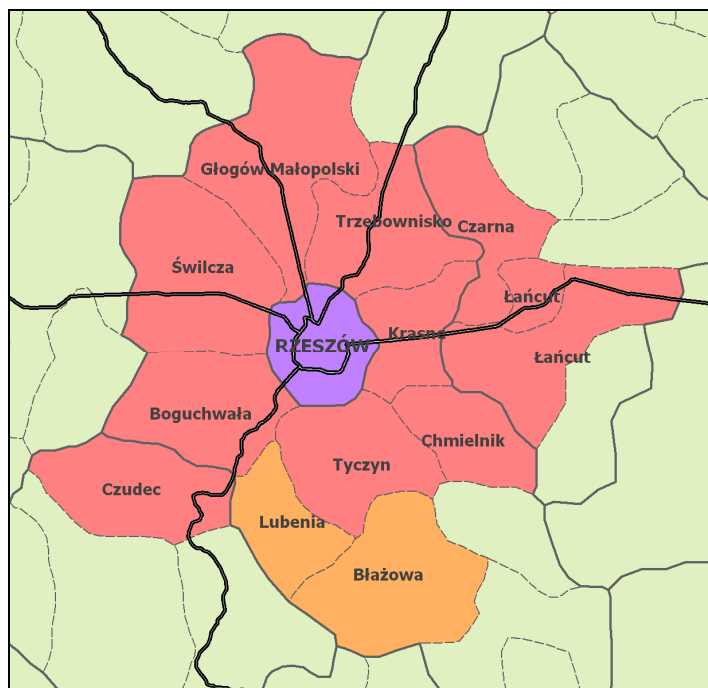 Głogów Małopolski
Trzebownisko
Czarna
Świlcza
Łańcut
Krasne
RZESZÓW
Łańcut
Boguchwała
Chmielnik
Tyczyn
Czudec
Lubenia
Błażowa